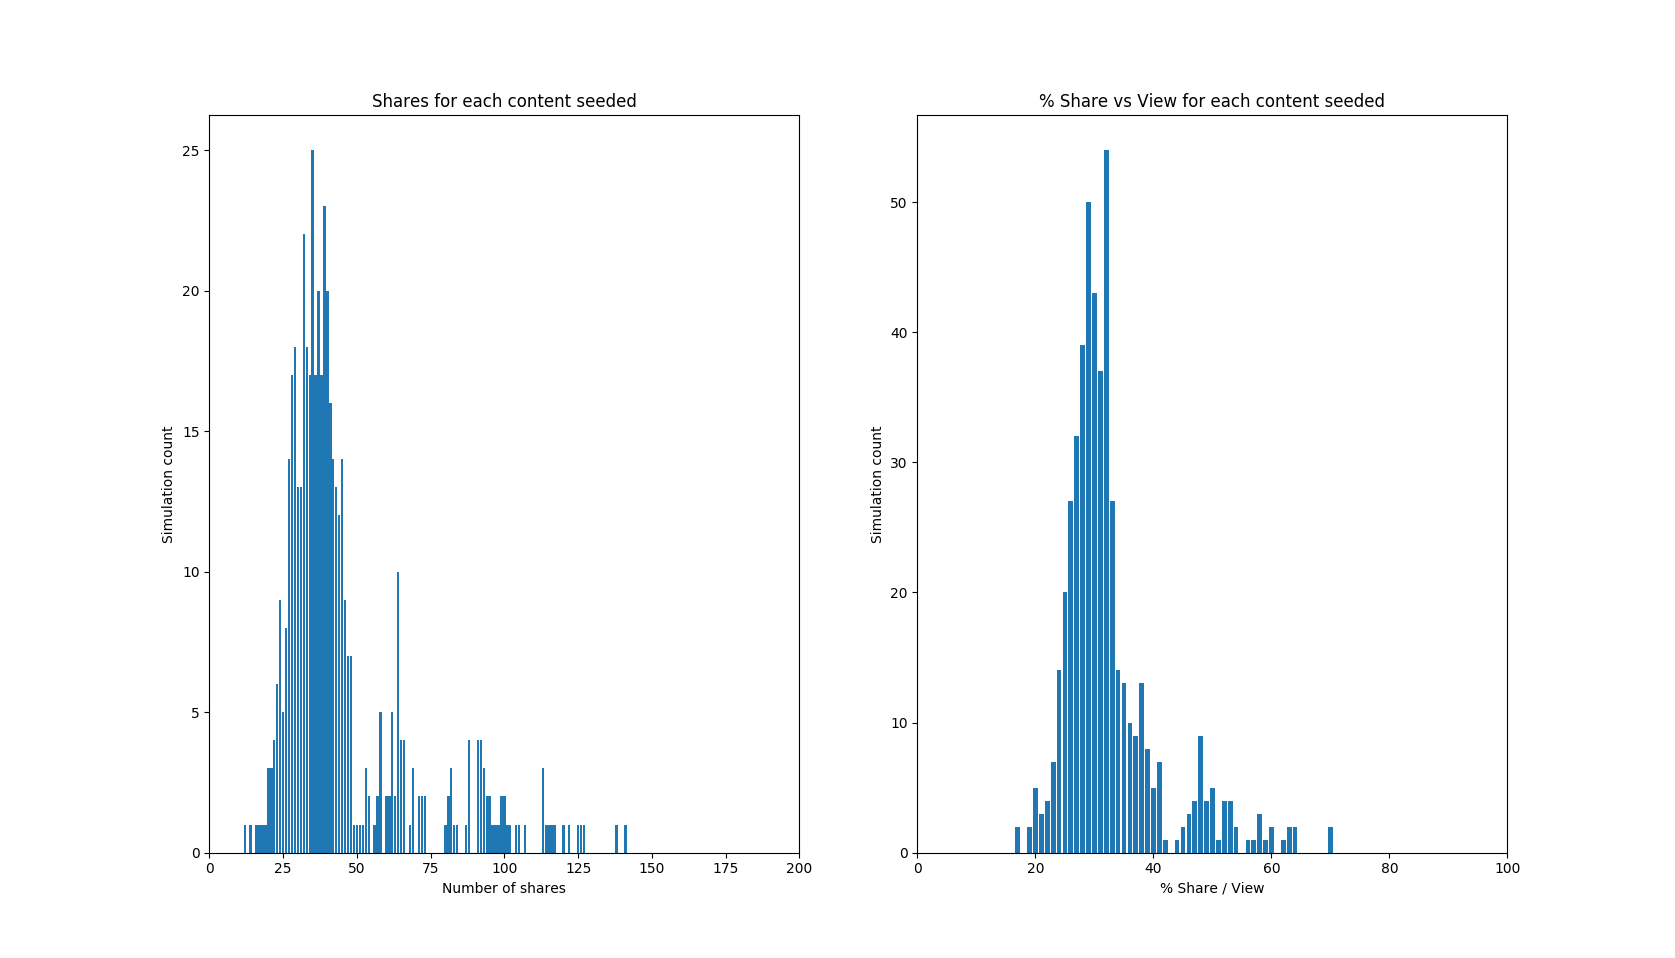 Shares for each content seeded
25
20
15
10
5
0
Simulation count
0 25 50 75 100 125 150 175 200
Number of shares
% Share vs View for each content seeded
50
40
30
20
10
0
Simulation count
0 20 40 60 80 100
% Share / View